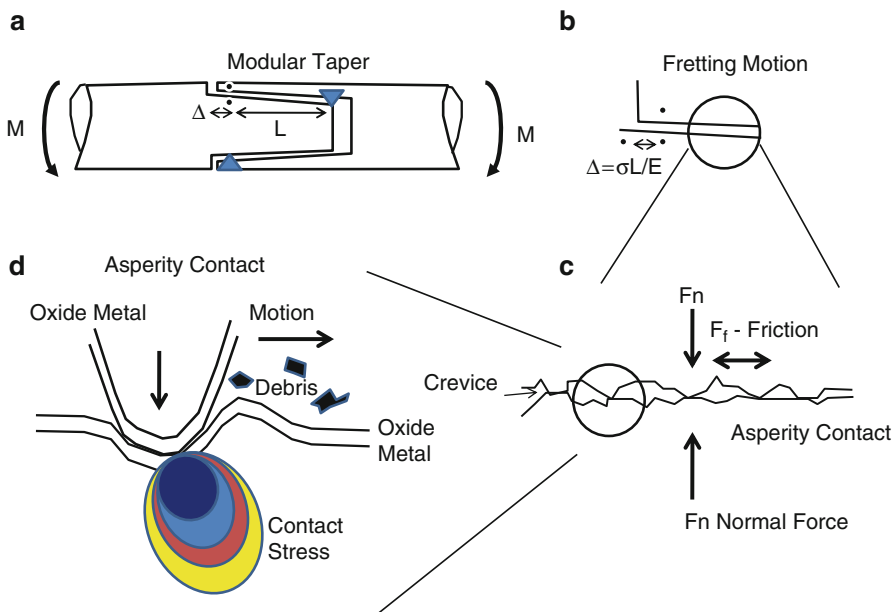 a
Modular Taper
M
Δ
L
M
b
Fretting Motion
Δ=σL/E
d
Asperity Contact
Oxide Metal
Motion
Debris
Oxide
Metal
Contact
Stress
c
Fn
Ff - Friction
Crevice
Asperity Contact
Fn Normal Force